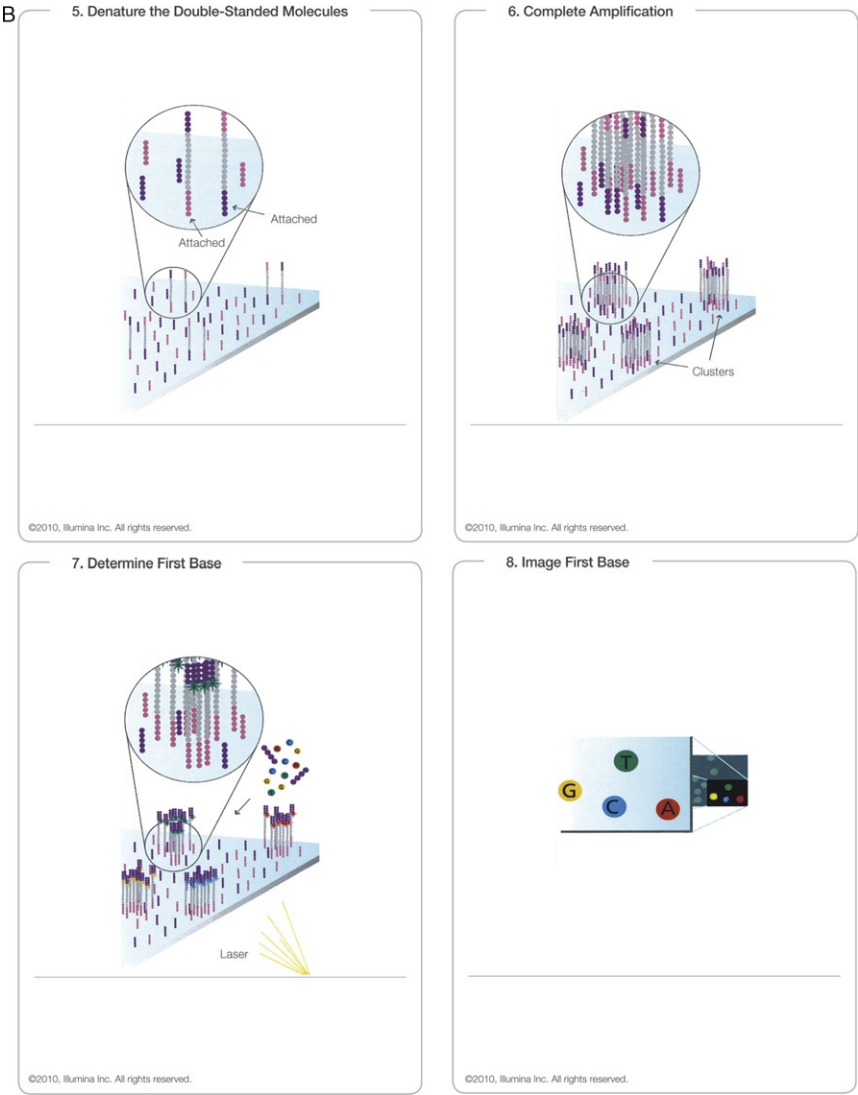 B
5. Denature the Double-Standed Molecules
Attached
Attached
©2010, Illumina Inc. All rights reserved.
6. Complete Amplification
Clusters
©2010, Illumina Inc. All rights reserved.
7. Determine First Base
Laser
©2010, Illumina Inc. All rights reserved.
8. Image First Base
T
G
C
A
©2010, Illumina Inc. All rights reserved.